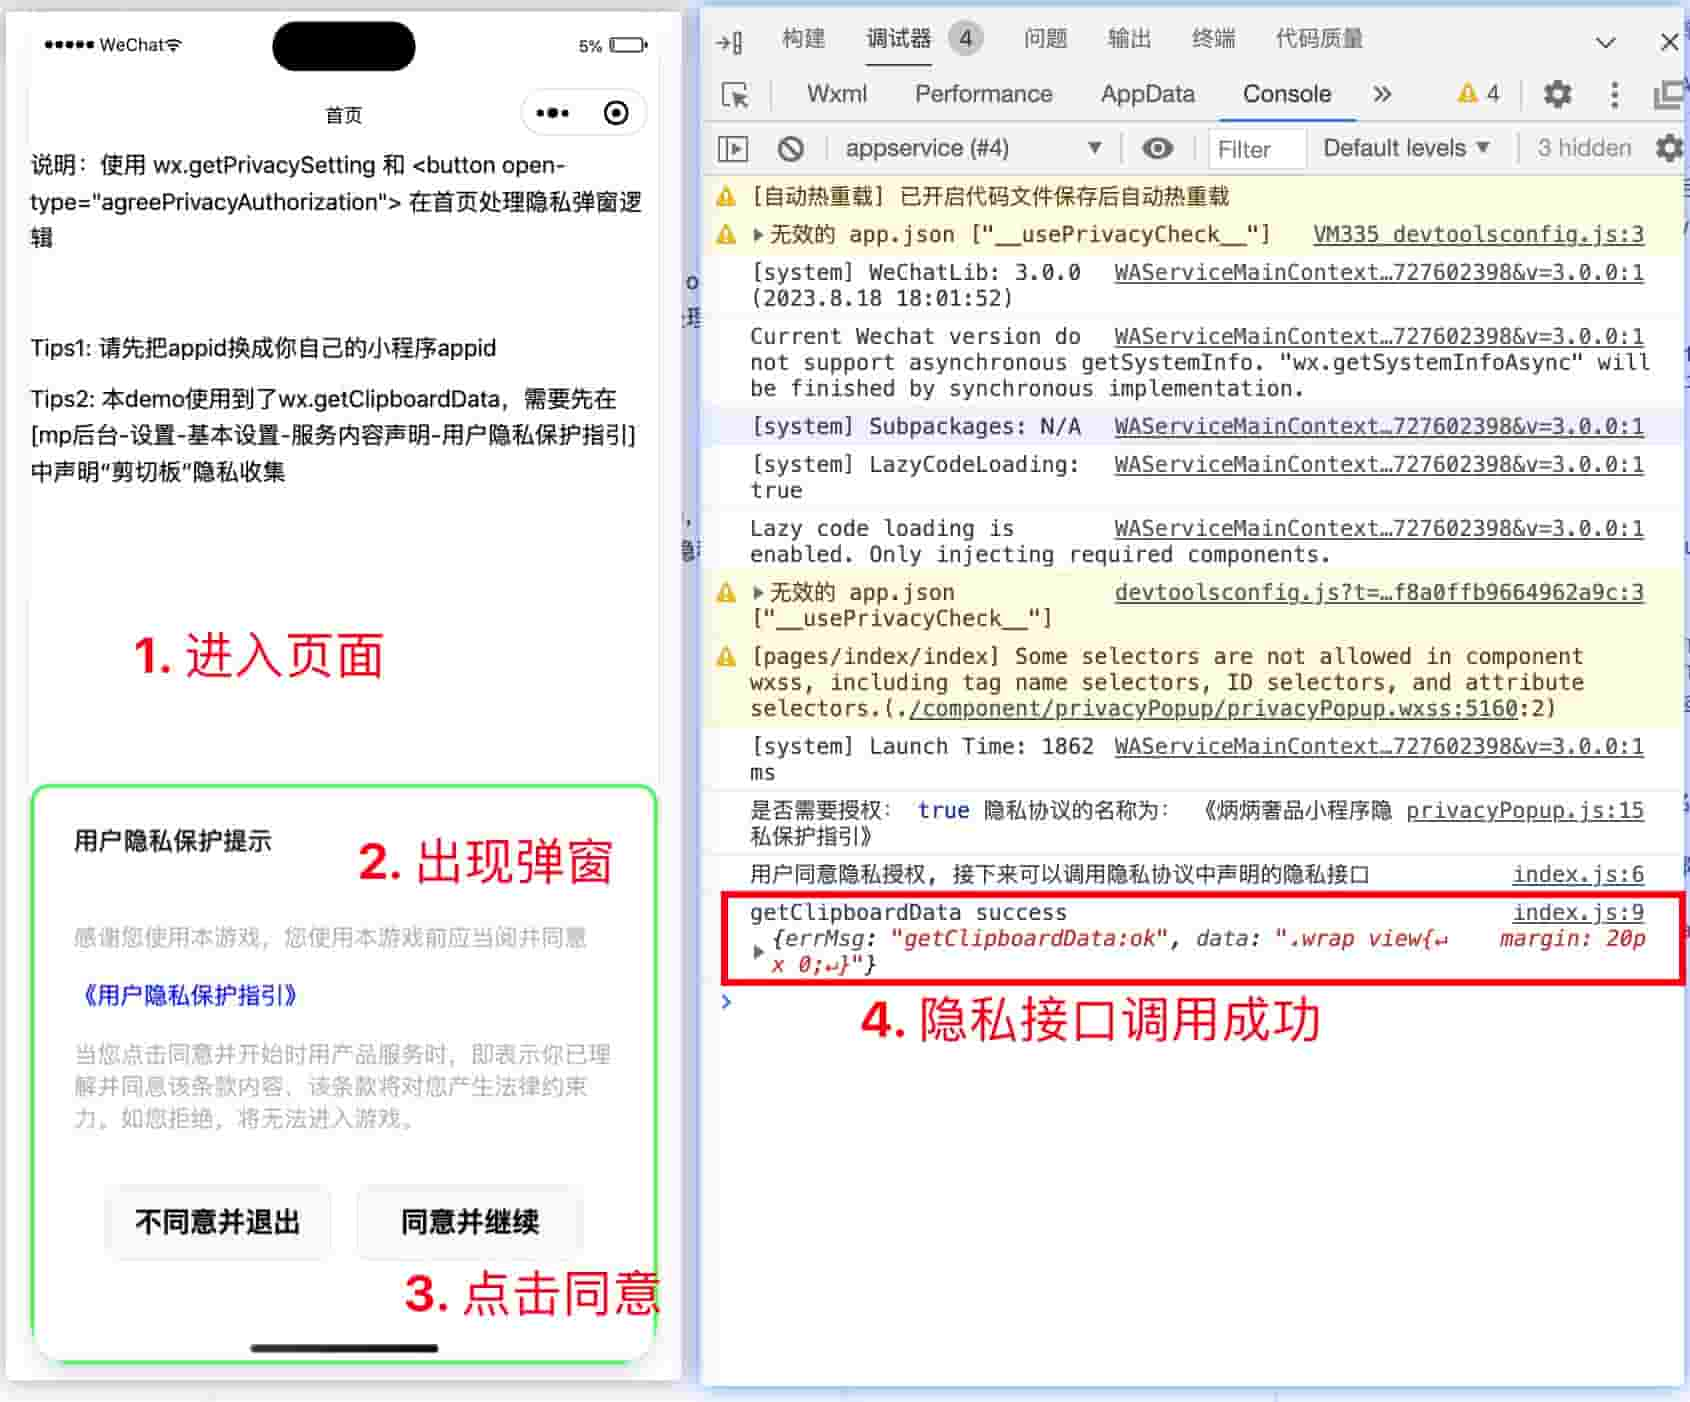 ●●●●● WeChat
5%
首页
说明：使用 wx.getPrivacySetting 和 <button open-
type="agreePrivacyAuthorization"> 在首页处理隐私弹窗逻
辑
Tips1: 请先把appid换成你自己的小程序appid
Tips2: 本demo使用到了wx.getClipboardData，需要先在
[mp后台-设置-基本设置-服务内容声明-用户隐私保护指引]
中声明“剪切板”隐私收集
1. 进入页面
用户隐私保护提示
2. 出现弹窗
感谢您使用本游戏，您使用本游戏前应当阅并同意
《用户隐私保护指引》
当您点击同意并开始时用产品服务时，即表示你已理
解并同息该条款内容、该条款将对您产生法律约束
力。如您拒绝，将无法进入游戏。
不同意并退出
同意并继续
3. 点击同意
构建 调试器 4 问题 输出 终端 代码质量
Wxml Performance AppData Console 4
appservice (#4) Filter Default levels 3 hidden
[自动热重载] 已开启代码文件保存后自动热重载
无效的 app.json ["__usePrivacyCheck__"] VM335 devtoolsconfig.js:3
[system] WeChatLib: 3.0.0 WAServiceMainContext…727602398&v=3.0.0:1
(2023.8.18 18:01:52)
Current Wechat version do WAServiceMainContext…727602398&v=3.0.0:1
not support asynchronous getSystemInfo. "wx.getSystemInfoAsync" will
be finished by synchronous implementation.
[system] Subpackages: N/A WAServiceMainContext…727602398&v=3.0.0:1
[system] LazyCodeLoading: WAServiceMainContext…727602398&v=3.0.0:1
true
Lazy code loading is WAServiceMainContext…727602398&v=3.0.0:1
enabled. Only injecting required components.
无效的 app.json devtoolsconfig.js?t=…f8a0ffb9664962a9c:3
["__usePrivacyCheck__"]
[pages/index/index] Some selectors are not allowed in component
wxss, including tag name selectors, ID selectors, and attribute
selectors.(./component/privacyPopup/privacyPopup.wxss:5160:2)
[system] Launch Time: 1862 WAServiceMainContext…727602398&v=3.0.0:1
ms
是否需要授权： true 隐私协议的名称为： 《炳炳奢品小程序隐 privacyPopup.js:15
私保护指引》
用户同意隐私授权, 接下来可以调用隐私协议中声明的隐私接口 index.js:6
getClipboardData success index.js:9
{errMsg: "getClipboardData:ok", data: ".wrap view{↵ margin: 20p
x 0;↵}"}
4. 隐私接口调用成功